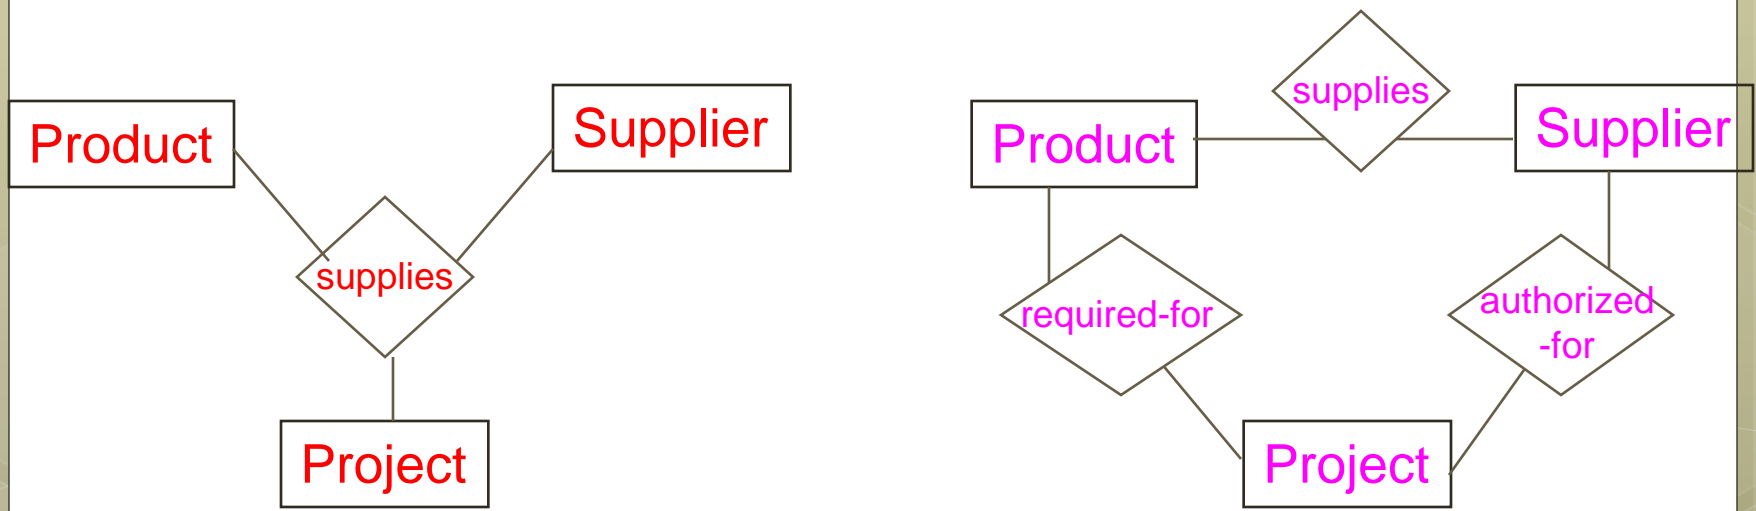 Product
Supplier
supplies
Project
supplies
Product
Supplier
required-for
authorized
-for
Project